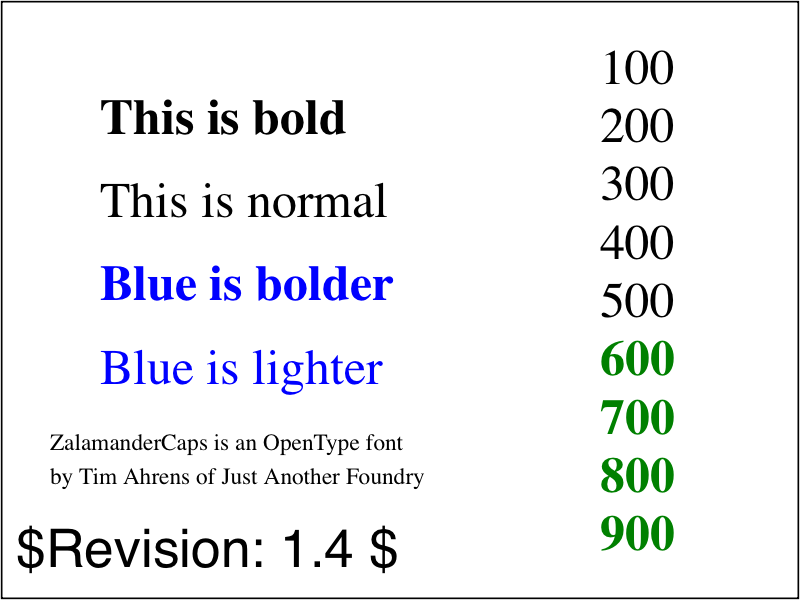 This is bold
This is normal
Blue is bolder
Blue is lighter
ZalamanderCaps is an OpenType font
by Tim Ahrens of Just Another Foundry
$Revision: 1.4 $
100
200
300
400
500
600
700
800
900